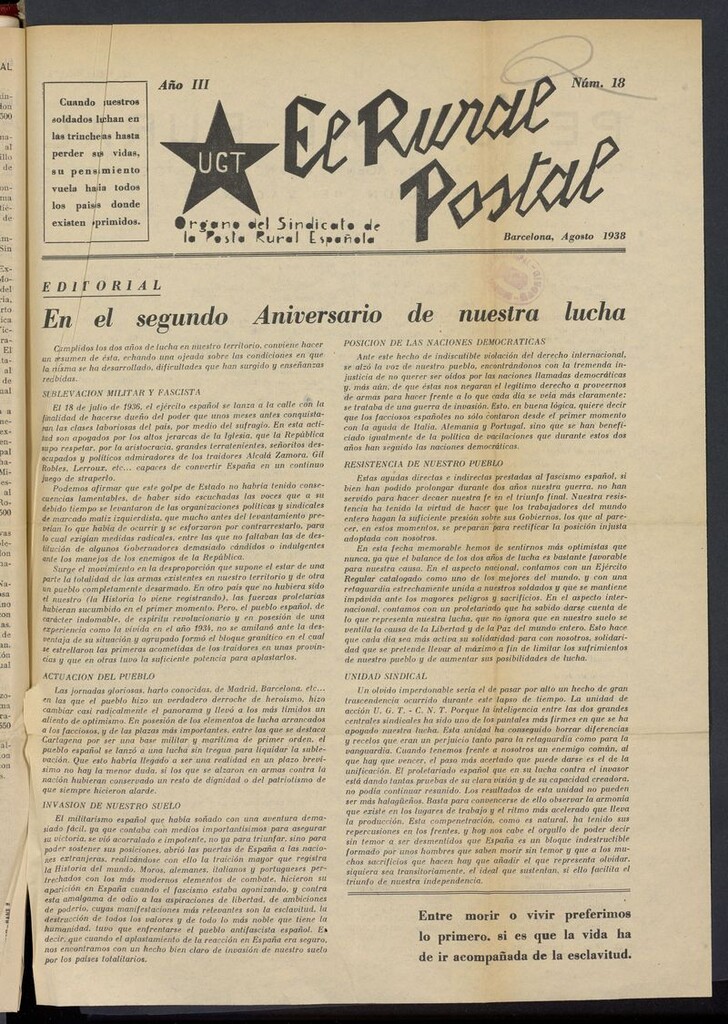 Año III
Núm. 18
Cuando nuestros
soldados luchan en
las trincheras hasta
perder sus vidas,
su pensamiento
vuela hacia todos
los países donde
existen oprimidos.
UGT
El Rural
Postal
Organo del Sindicato de
la Posta Rural Española
Barcelona, Agosto 1938
EDITORIAL
En el segundo Aniversario de nuestra lucha
Cumplidos los dos años de lucha en nuestro territorio, conviene hacer
un resumen de ésta, echando una ojeada sobre las condiciones en que
la misma se ha desarrollado, dificultades que han surgido y enseñanzas
recibidas.
SUBLEVACION MILITAR Y FASCISTA
El 18 de julio de 1936, el ejército español se lanza a la calle con la
finalidad de hacerse dueño del poder que unos meses antes conquista-
ran las clases laboriosas del país, por medio del sufragio. En esta acti-
tud son apoyados por los altos jerarcas de la Iglesia, que la República
supo respetar, por la aristocracia, grandes terratenientes, señoritos des-
ocupados y políticos admiradores de los traidores Alcalá Zamora, Gil
Robles, Lerroux, etc... capaces de convertir España en un continuo
juego de straperlo.
Podemos afirmar que este golpe de Estado no habría tenido conse-
cuencias lamentables, de haber sido escuchadas las voces que a su
debido tiempo se levantaron de las organizaciones políticas y sindicales
de marcado matiz izquierdista, que mucho antes del levantamiento pre-
veían lo que había de ocurrir y se esforzaron por contrarrestarlo, para
lo cual exigían medidas radicales, entre las que no faltaban las de des-
titución de algunos Gobernadores demasiado cándidos o indulgentes
ante los manejos de los enemigos de la República.
Surge el movimiento en la desproporción que supone el estar de una
parte la totalidad de las armas existentes en nuestro territorio y de otra
un pueblo completamente desarmado. En otro país que no hubiera sido
el nuestro (la Historia lo viene registrando), las fuerzas proletarias
hubieran sucumbido en el primer momento. Pero, el pueblo español, de
carácter indomable, de espíritu revolucionario y en posesión de una
experiencia como la vivida en el año 1934, no se amilanó ante la des-
ventaja de su situación y agrupado formó el bloque granítico en el cual
se estrellaron las primeras acometidas de los traidores en unas provin-
cias y que en otras tuvo la suficiente potencia para aplastarlos.
ACTUACION DEL PUEBLO
Las jornadas gloriosas, harto conocidas, de Madrid, Barcelona, etc...
en las que el pueblo hizo un verdadero derroche de heroísmo, hizo
cambiar casi radicalmente el panorama y llevó a los más tímidos un
aliento de optimismo. En posesión de los elementos de lucha arrancados
a los facciosos, y de las plazas más importantes, entre las que se destaca
Cartagena por ser una base militar y marítima de primer orden, el
pueblo español se lanzó a una lucha sin tregua para liquidar la suble-
vación. Que esto habría llegado a ser una realidad en un plazo breví-
simo no hay la menor duda, si los que se alzaron en armas contra la
nación hubieran conservado un resto de dignidad o del patriotismo de
que siempre hicieron alarde.
INVASION DE NUESTRO SUELO
El militarismo español que había soñado con una aventura dema-
siado fácil, ya que contaba con medios importantísimos para asegurar
su victoria, se vió acorralado e impotente, no ya para triunfar, sino para
poder sostener sus posiciones, abrió las puertas de España a las nacio-
nes extranjeras, realizándose con ello la traición mayor que registra
la Historia del mundo. Moros, alemanes, italianos y portugueses per-
trechados con los más modernos elementos de combate, hicieron su
aparición en España cuando el fascismo estaba agonizando, y contra
esta amalgama de odio a las aspiraciones de libertad, de ambiciones
de poderío, cuyas manifestaciones más relevantes son la esclavitud, la
destrucción de todos los valores y de todo lo más noble que tiene la
humanidad, tuvo que enfrentarse el pueblo antifascista español. Es
decir, que cuando el aplastamiento de la reacción en España era seguro,
nos encontramos con un hecho bien claro de invasión de nuestro suelo
por los países totalitarios.
POSICION DE LAS NACIONES DEMOCRATICAS
Ante este hecho de indiscutible violación del derecho internacional,
se alzó la voz de nuestro pueblo, encontrándonos con la tremenda in-
justicia de no querer ser oídos por las naciones llamadas democráticas
y, más aún, de que éstas nos negaran el legítimo derecho a proveernos
de armas para hacer frente a lo que cada día se veía más claramente:
se trataba de una guerra de invasión. Esto, en buena lógica, quiere decir
que los facciosos españoles no sólo contaron desde el primer momento
con la ayuda de Italia, Alemania y Portugal, sino que se han bene-
ficiado igualmente de la política de vacilaciones que durante estos dos
años han seguido las naciones democráticas.
RESISTENCIA DE NUESTRO PUEBLO
Estas ayudas directas e indirectas prestadas al fascismo español, si
bien han podido prolongar durante dos años nuestra guerra, no han
servido para hacer decaer nuestra fe en el triunfo final. Nuestra resis-
tencia ha tenido la virtud de hacer que los trabajadores del mundo
entero hagan la suficiente presión sobre sus Gobiernos, los que al pare-
cer, en estos momentos, se preparan para rectificar la posición injusta
adoptada con nosotros.
En esta fecha memorable hemos de sentirnos más optimistas que
nunca, ya que el balance de los dos años de lucha es bastante favorable
para nuestra causa. En el aspecto nacional, contamos con un Ejército
Regular catalogado como uno de los mejores del mundo, y con una
retaguardia estrechamente unida a nuestros soldados y que se mantiene
impávida ante los mayores peligros y sacrificios. En el aspecto inter-
nacional, contamos con un proletariado que ha sabido darse cuenta de
lo que representa nuestra lucha, que no ignora que en nuestro suelo se
ventila la causa de la Libertad y de la Paz del mundo entero. Esto hace
que cada día sea más activa su solidaridad para con nosotros, solidari-
dad que se pretende llevar al máximo a fin de limitar los sufrimientos
de nuestro pueblo y de aumentar sus posibilidades de lucha.
UNIDAD SINDICAL
Un olvido imperdonable sería el de pasar por alto un hecho de gran
trascendencia ocurrido durante este lapso de tiempo. La unidad de
acción U. G. T. - C. N. T. Porque la inteligencia entre las dos grandes
centrales sindicales ha sido uno de los puntales más firmes en que se ha
apoyado nuestra lucha. Esta unidad ha conseguido borrar diferencias
y recelos que eran un perjuicio tanto para la retaguardia como para la
vanguardia. Cuando tenemos frente a nosotros un enemigo común, al
que hay que vencer, el paso más acertado que puede darse es el de la
unificación. El proletariado español que en su lucha contra el invasor
está dando tantas pruebas de su clara visión y de su capacidad creadora,
no podía continuar resunido. Los resultados de esta unidad no pueden
ser más halagüeños. Basta para convencerse de ello observar la armonía
que existe en los lugares de trabajo y el ritmo más acelerado que lleva
la producción. Esta compenetración, como es natural, ha tenido sus
repercusiones en los frentes, y hoy nos cabe el orgullo de poder decir
sin temor a ser desmentidos que España es un bloque indestructible
formado por unos hombres que saben morir sin temor y que a los mu-
chos sacrificios que hacen hay que añadir el que representa olvidar,
siquiera sea transitoriamente, el ideal que sustentan, si ello facilita el
triunfo de nuestra independencia.
Entre morir o vivir preferimos
lo primero, si es que la vida ha
de ir acompañada de la esclavitud.